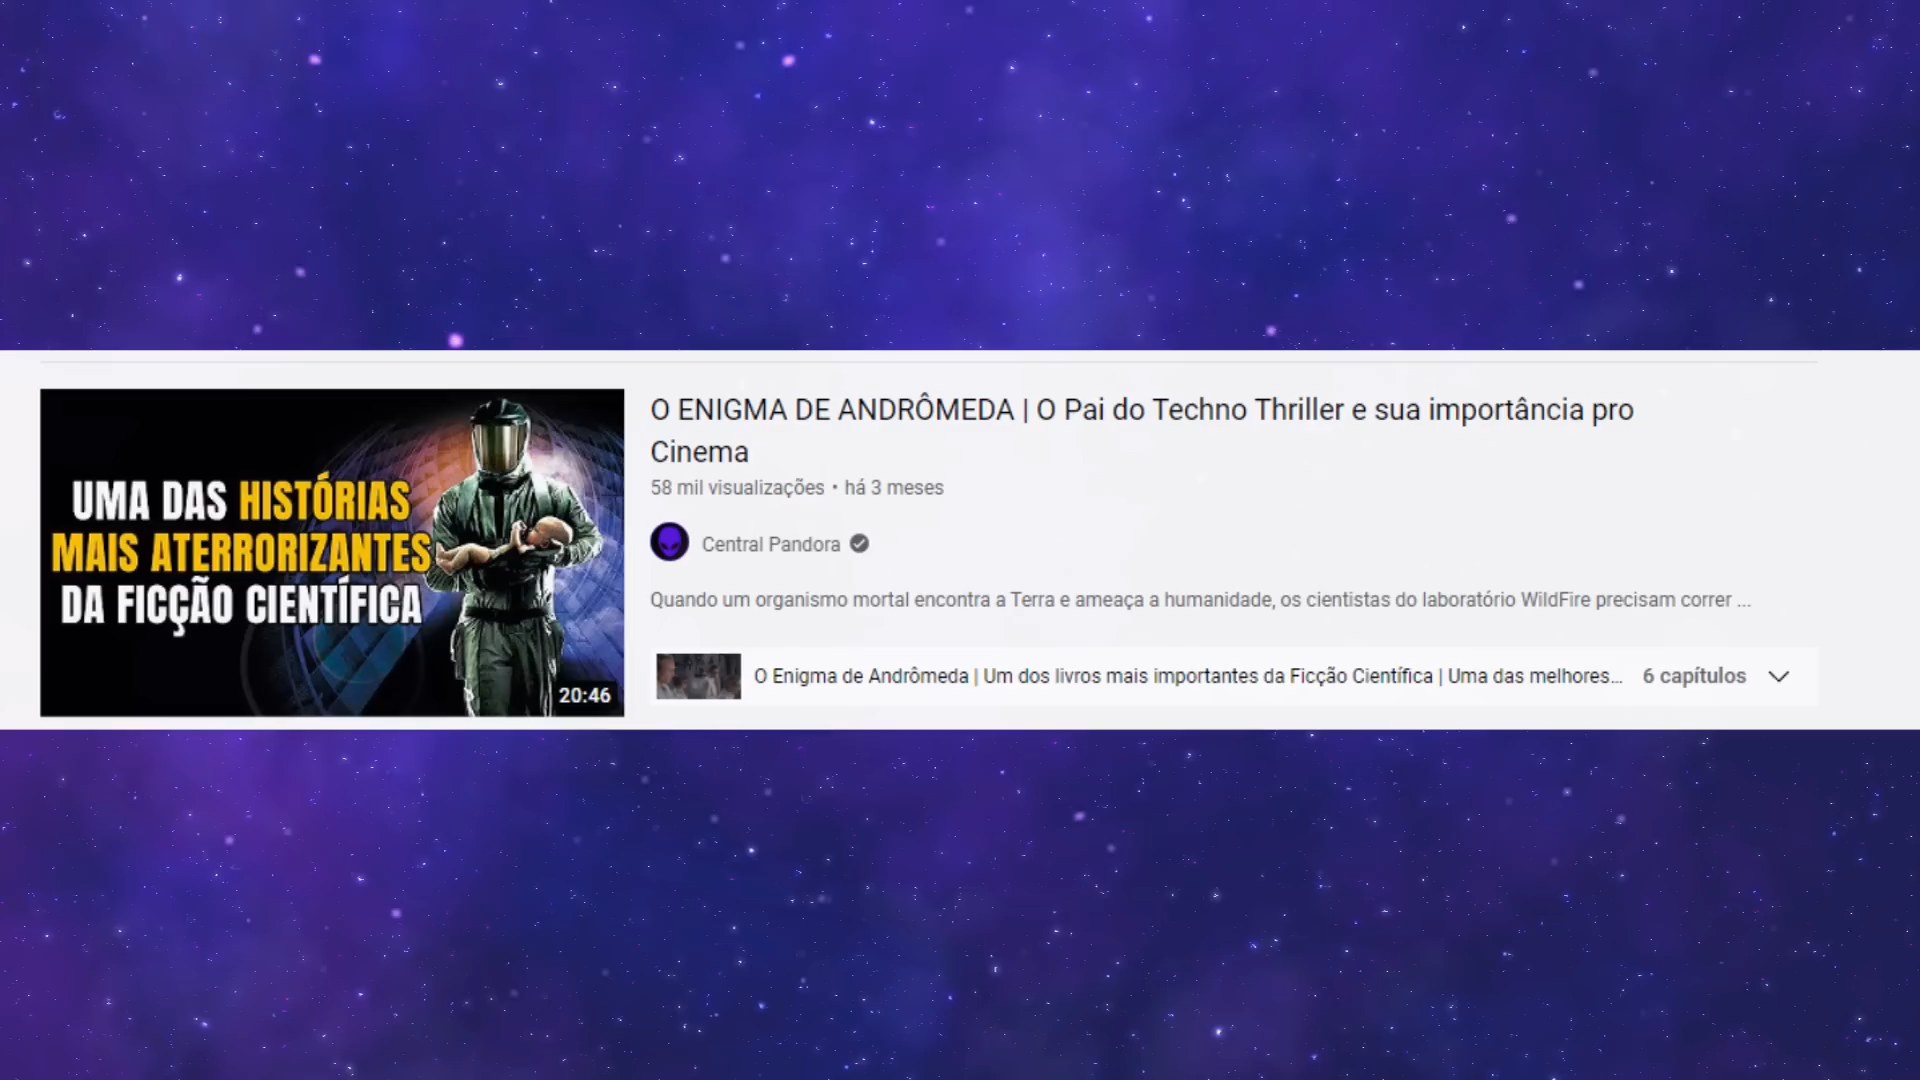 UMA DAS HISTÓRIAS
MAIS ATERRORIZANTES
DA FICÇÃO CIENTÍFICA
20:46
O ENIGMA DE ANDRÔMEDA | O Pai do Techno Thriller e sua importância pro
Cinema
58 mil visualizações • há 3 meses
Central Pandora
Quando um organismo mortal encontra a Terra e ameaça a humanidade, os cientistas do laboratório WildFire precisam correr ...
O Enigma de Andrômeda | Um dos livros mais importantes da Ficção Científica | Uma das melhores... 6 capítulos